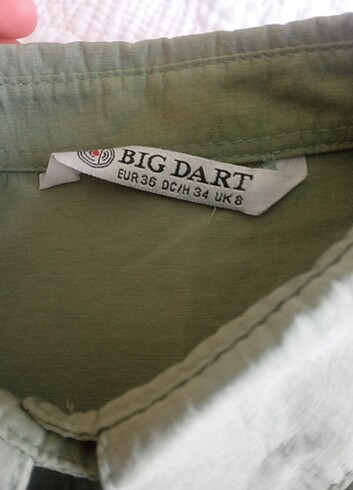 BIG DART
EUR 36 DC/H 34 UK 8